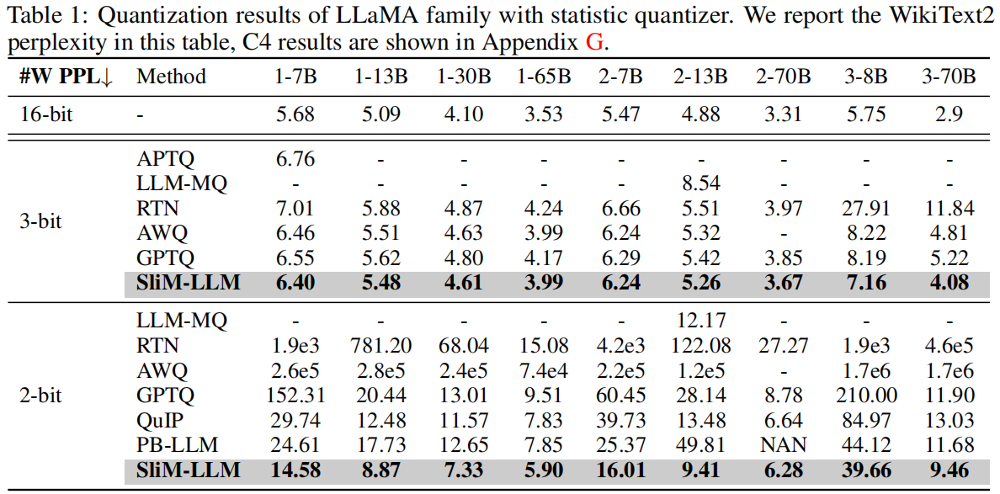 Table 1: Quantization results of LLaMA family with statistic quantizer. We report the WikiText2
perplexity in this table, C4 results are shown in Appendix G.
#W PPL↓ Method 1-7B 1-13B 1-30B 1-65B 2-7B 2-13B 2-70B 3-8B 3-70B
16-bit - 5.68 5.09 4.10 3.53 5.47 4.88 3.31 5.75 2.9
APTQ 6.76 - - - - - - - -
LLM-MQ - - - - - 8.54 - - -
RTN 7.01 5.88 4.87 4.24 6.66 5.51 3.97 27.91 11.84
3-bit
AWQ 6.46 5.51 4.63 3.99 6.24 5.32 - 8.22 4.81
GPTQ 6.55 5.62 4.80 4.17 6.29 5.42 3.85 8.19 5.22
SliM-LLM 6.40 5.48 4.61 3.99 6.24 5.26 3.67 7.16 4.08
LLM-MQ - - - - - 12.17 - - -
RTN 1.9e3 781.20 68.04 15.08 4.2e3 122.08 27.27 1.9e3 4.6e5
AWQ 2.6e5 2.8e5 2.4e5 7.4e4 2.2e5 1.2e5 - 1.7e6 1.7e6
2-bit GPTQ 152.31 20.44 13.01 9.51 60.45 28.14 8.78 210.00 11.90
QuIP 29.74 12.48 11.57 7.83 39.73 13.48 6.64 84.97 13.03
PB-LLM 24.61 17.73 12.65 7.85 25.37 49.81 NAN 44.12 11.68
SliM-LLM 14.58 8.87 7.33 5.90 16.01 9.41 6.28 39.66 9.46